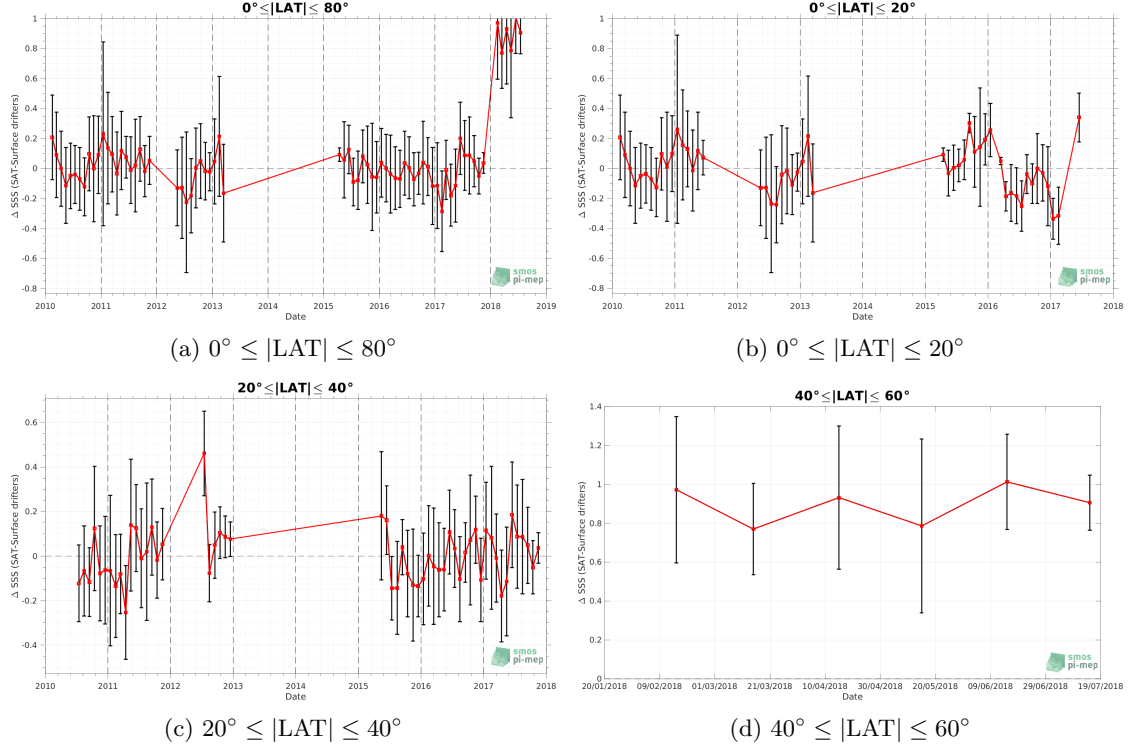 0°≤|LAT|≤ 80°
Δ SSS (SAT-Surface drifters)
1
0.8
0.6
0.4
0.2
0
-0.2
-0.4
-0.6
-0.8
2010 2011 2012 2013 2014 2015 2016 2017 2018 2019
Date
smos
pi-mep
(a) 0° ≤ |LAT| ≤ 80°
0°≤|LAT|≤ 20°
Δ SSS (SAT-Surface drifters)
1
0.8
0.6
0.4
0.2
0
-0.2
-0.4
-0.6
-0.8
2010 2011 2012 2013 2014 2015 2016 2017 2018
Date
smos
pi-mep
(b) 0° ≤ |LAT| ≤ 20°
20°≤|LAT|≤ 40°
Δ SSS (SAT-Surface drifters)
0.6
0.4
0.2
0
-0.2
-0.4
2010 2011 2012 2013 2014 2015 2016 2017 2018
Date
smos
pi-mep
(c) 20° ≤ |LAT| ≤ 40°
40°≤|LAT|≤ 60°
Δ SSS (SAT-Surface drifters)
1.4
1.2
1
0.8
0.6
0.4
0.2
0
20/01/2018 09/02/2018 01/03/2018 21/03/2018 10/04/2018 30/04/2018 20/05/2018 09/06/2018 29/06/2018 19/07/2018
Date
smos
pi-mep
(d) 40° ≤ |LAT| ≤ 60°